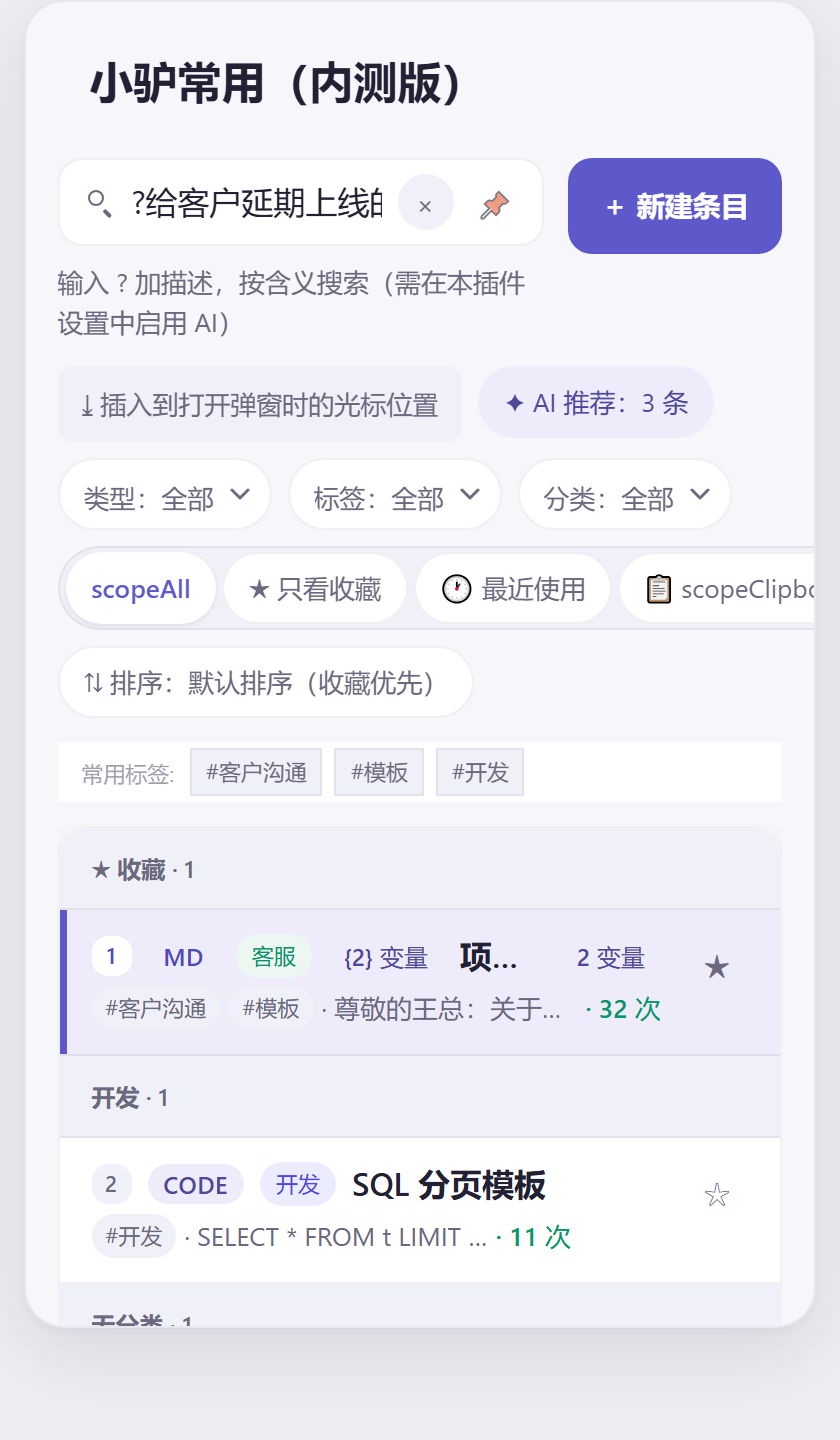 小驴常用（内测版）
?给客户延期上线的 × + 新建条目
输入 ? 加描述，按含义搜索（需在本插件
设置中启用 AI）
⤓ 插入到打开弹窗时的光标位置 ✦ AI 推荐：3 条
类型：全部 标签：全部 分类：全部
scopeAll ★ 只看收藏 最近使用 scopeClipbo
⇅ 排序：默认排序（收藏优先）
常用标签: #客户沟通 #模板 #开发
★ 收藏 · 1
1 MD 客服 {2} 变量 项... 2 变量 ★
#客户沟通 #模板 · 尊敬的王总：关于... · 32 次
开发 · 1
2 CODE 开发 SQL 分页模板 ☆
#开发 · SELECT * FROM t LIMIT ... · 11 次
无分类 · 1